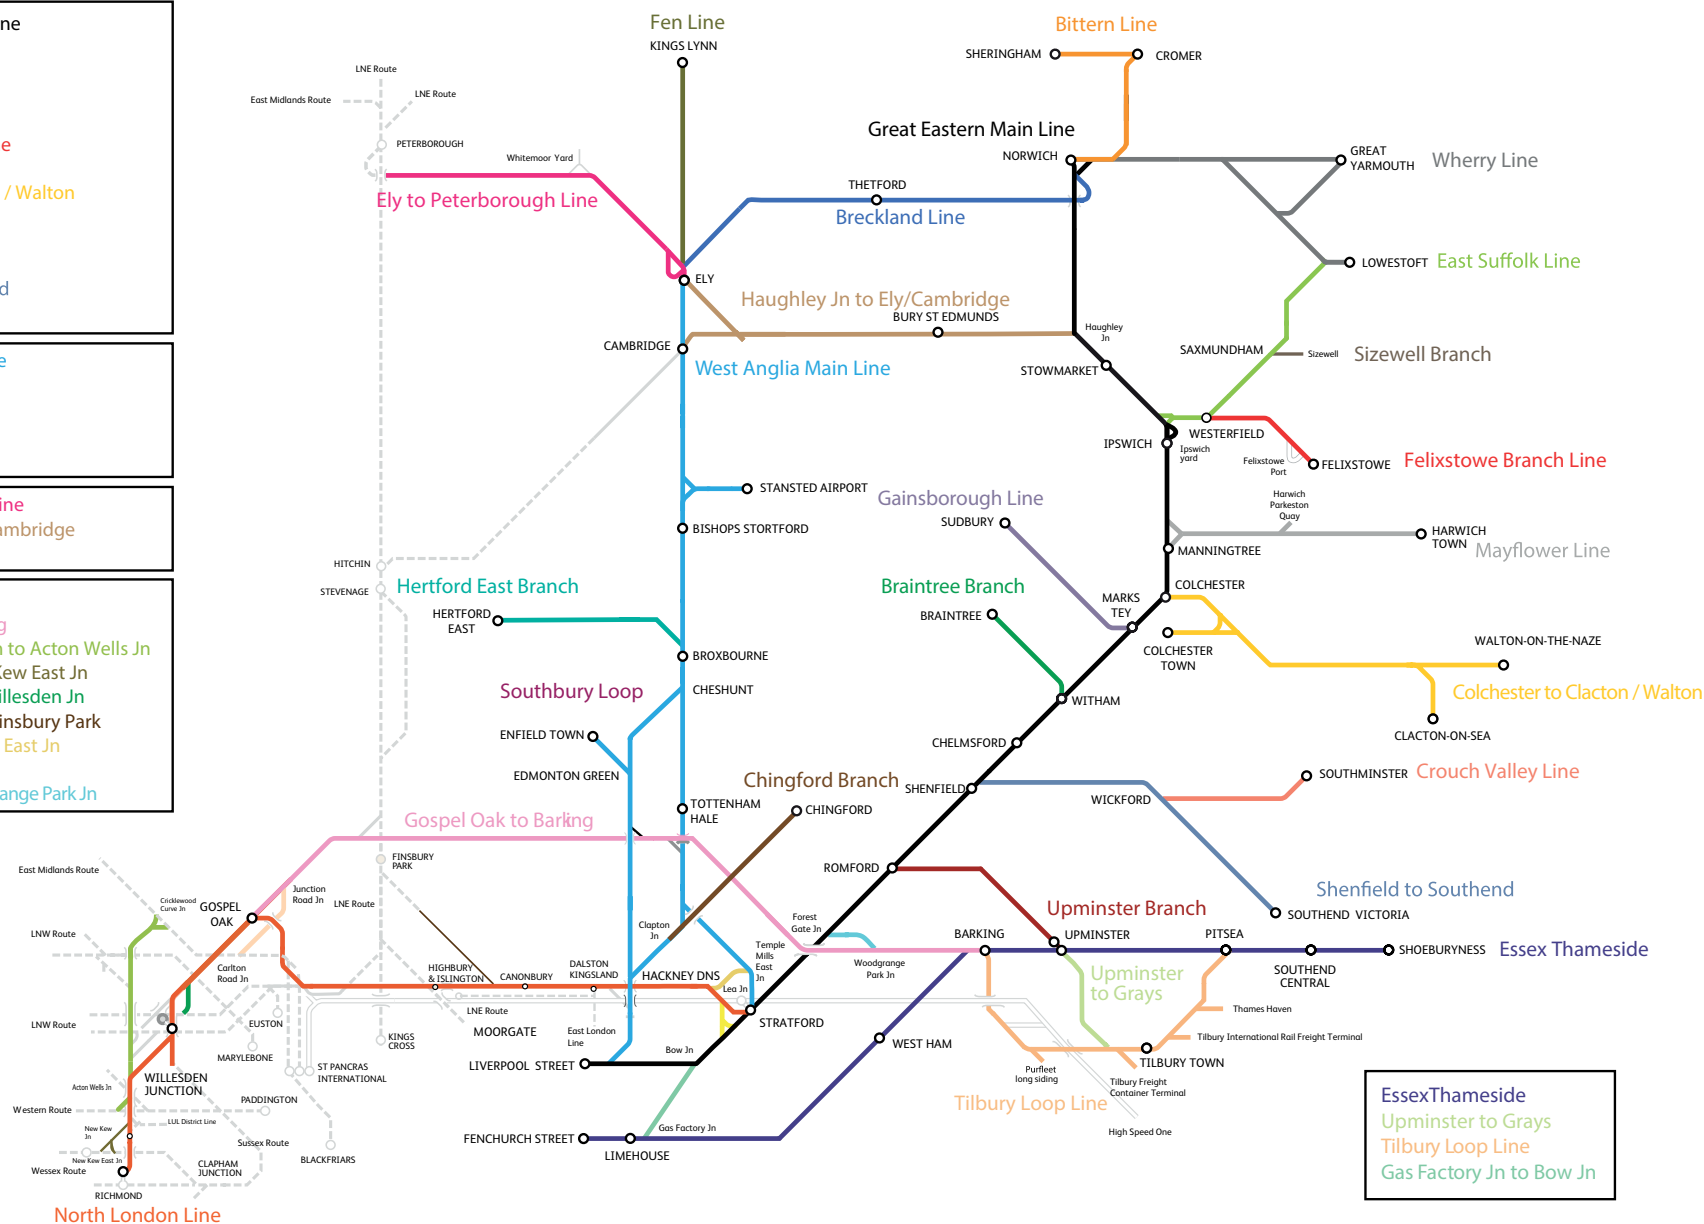 ne
e
/ Walton
d
e
ine
ambridge
g
n to Acton Wells Jn
Kew East Jn
illesden Jn
insbury Park
East Jn
ange Park Jn
Fen Line
KINGS LYNN
Bittern Line
SHERINGHAM
CROMER
LNE Route
East Midlands Route
LNE Route
PETERBOROUGH
Whitemoor Yard
Ely to Peterborough Line
Great Eastern Main Line
NORWICH
GREAT
YARMOUTH
Wherry Line
THETFORD
Breckland Line
ELY
LOWESTOFT
East Suffolk Line
Haughley Jn to Ely/Cambridge
BURY ST EDMUNDS
Haughley
Jn
CAMBRIDGE
West Anglia Main Line
STOWMARKET
SAXMUNDHAM
Sizewell
Sizewell Branch
IPSWICH
Ipswich
yard
WESTERFIELD
Felixstowe
Port
FELIXSTOWE
Felixstowe Branch Line
STANSTED AIRPORT
Gainsborough Line
SUDBURY
Harwich
Parkeston
Quay
BISHOPS STORTFORD
HARWICH
TOWN
Mayflower Line
MANNINGTREE
HITCHIN
STEVENAGE
Hertford East Branch
HERTFORD
EAST
Braintree Branch
BRAINTREE
MARKS
TEY
COLCHESTER
COLCHESTER
TOWN
WALTON-ON-THE-NAZE
BROXBOURNE
CHESHUNT
Southbury Loop
WITHAM
Colchester to Clacton / Walton
CLACTON-ON-SEA
ENFIELD TOWN
EDMONTON GREEN
CHELMSFORD
Chingford Branch
CHINGFORD
SHENFIELD
WICKFORD
SOUTHMINSTER
Crouch Valley Line
TOTTENHAM
HALE
Gospel Oak to Barking
ROMFORD
FINSBURY
PARK
East Midlands Route
Cricklewood
Curve Jn
GOSPEL
OAK
Junction
Road Jn
LNE Route
Shenfield to Southend
SOUTHEND VICTORIA
Upminster Branch
Clapton
Jn
Forest
Gate Jn
BARKING
UPMINSTER
PITSEA
SHOEBURYNESS
Essex Thameside
SOUTHEND
CENTRAL
LNW Route
Carlton
Road Jn
HIGHBURY
& ISLINGTON
CANONBURY
DALSTON
KINGSLAND
HACKNEY DNS
Temple
Mills
East
Jn
Lea Jn
Woodgrange
Park Jn
Upminster
to Grays
LNW Route
EUSTON
LNE Route
MOORGATE
East London
Line
STRATFORD
Thames Haven
KINGS
CROSS
MARYLEBONE
WEST HAM
Tilbury International Rail Freight Terminal
Bow Jn
LIVERPOOL STREET
ST PANCRAS
INTERNATIONAL
TILBURY TOWN
Purfleet
long siding
Tilbury Freight
Container Terminal
WILLESDEN
JUNCTION
Acton Wells Jn
PADDINGTON
Western Route
LUL District Line
Tilbury Loop Line
High Speed One
New Kew
Jn
Gas Factory Jn
FENCHURCH STREET
LIMEHOUSE
Sussex Route
New Kew East Jn
BLACKFRIARS
Wessex Route
CLAPHAM
JUNCTION
RICHMOND
North London Line
EssexThameside
Upminster to Grays
Tilbury Loop Line
Gas Factory Jn to Bow Jn